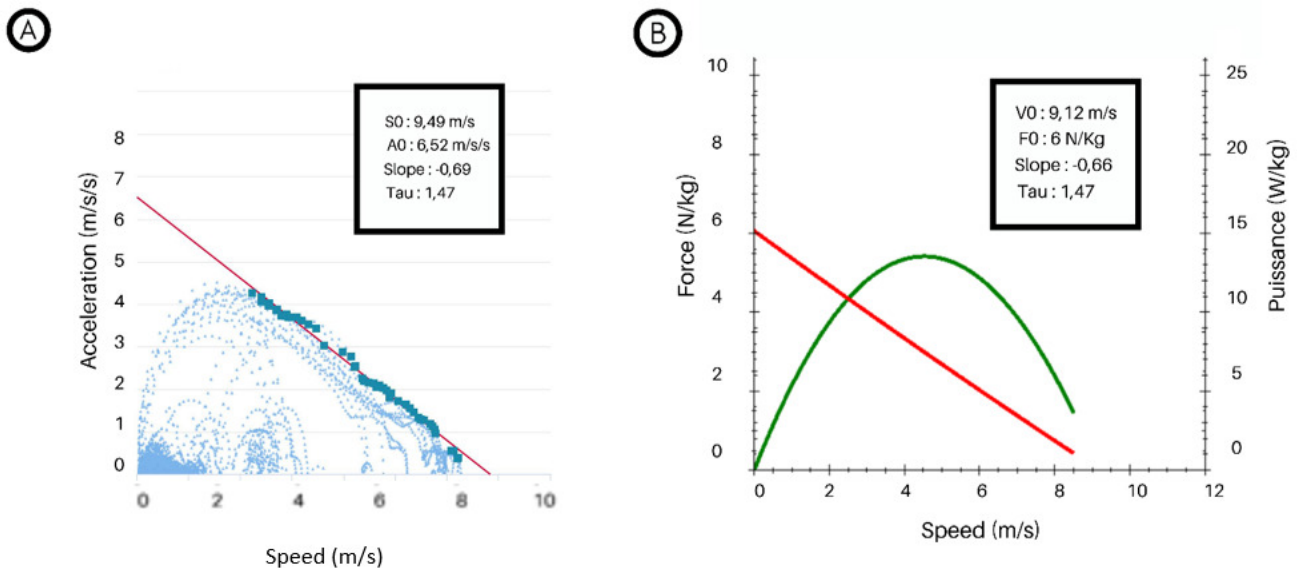 A
S0 : 9,49 m/s
A0 : 6,52 m/s/s
Slope : -0,69
Tau : 1,47
Acceleration (m/s/s)
8
7
6
5
4
3
2
1
0
0 2 4 6 8 10
Speed (m/s)
B
V0 : 9,12 m/s
F0 : 6 N/Kg
Slope : -0,66
Tau : 1,47
Force (N/kg)
10
8
6
4
2
0
Puissance (W/kg)
25
20
15
10
5
0
0 2 4 6 8 10 12
Speed (m/s)